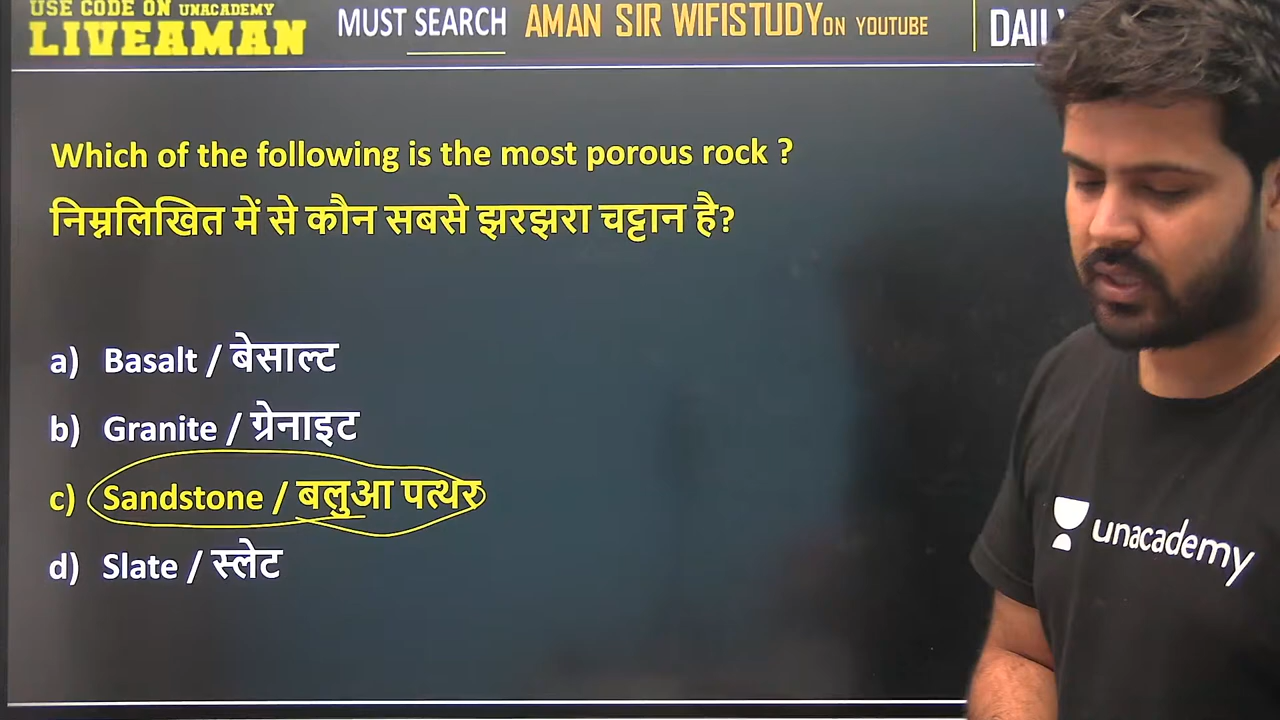 USE CODE ON UNACADEMY
LIVEAMAN
MUST SEARCH AMAN SIR WIFISTUDY ON YOUTUBE
DAILY
Which of the following is the most porous rock ?
निम्नलिखित में से कौन सबसे झरझरा चट्टान है?
a) Basalt / बेसाल्ट
b) Granite / ग्रेनाइट
c) Sandstone / बलुआ पत्थर
d) Slate / स्लेट
unacademy